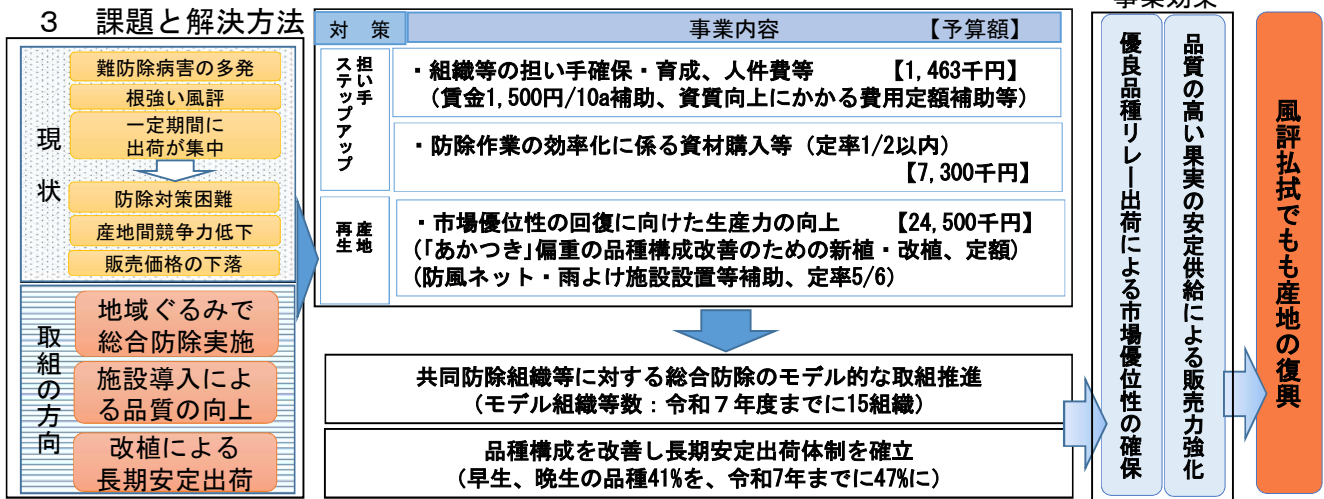 ３　課題と解決方法
現状
難防除病害の多発
根強い風評
一定期間に
出荷が集中
防除対策困難
産地間競争力低下
販売価格の下落
取組の方向
地域ぐるみで
総合防除実施
施設導入によ
る品質の向上
改植による
長期安定出荷
対　策
事業内容　【予算額】
担い手
ステップアップ
・組織等の担い手確保・育成、人件費等　【1,463千円】
（賃金1,500円/10a補助、資質向上にかかる費用定額補助等）
・防除作業の効率化に係る資材購入等（定率1/2以内）
【7,300千円】
産地
再生
・市場優位性の回復に向けた生産力の向上　【24,500千円】
（「あかつき」偏重の品種構成改善のための新植・改植、定額）
（防風ネット・雨よけ施設設置等補助、定率5/6）
共同防除組織等に対する総合防除のモデル的な取組推進
（モデル組織等数：令和７年度までに15組織）
品種構成を改善し長期安定出荷体制を確立
（早生、晩生の品種41%を、令和7年までに47%に）
事業効果
品質の高い果実の安定供給による販売力強化
優良品種リレー出荷による市場優位性の確保
風評払拭でもも産地の復興